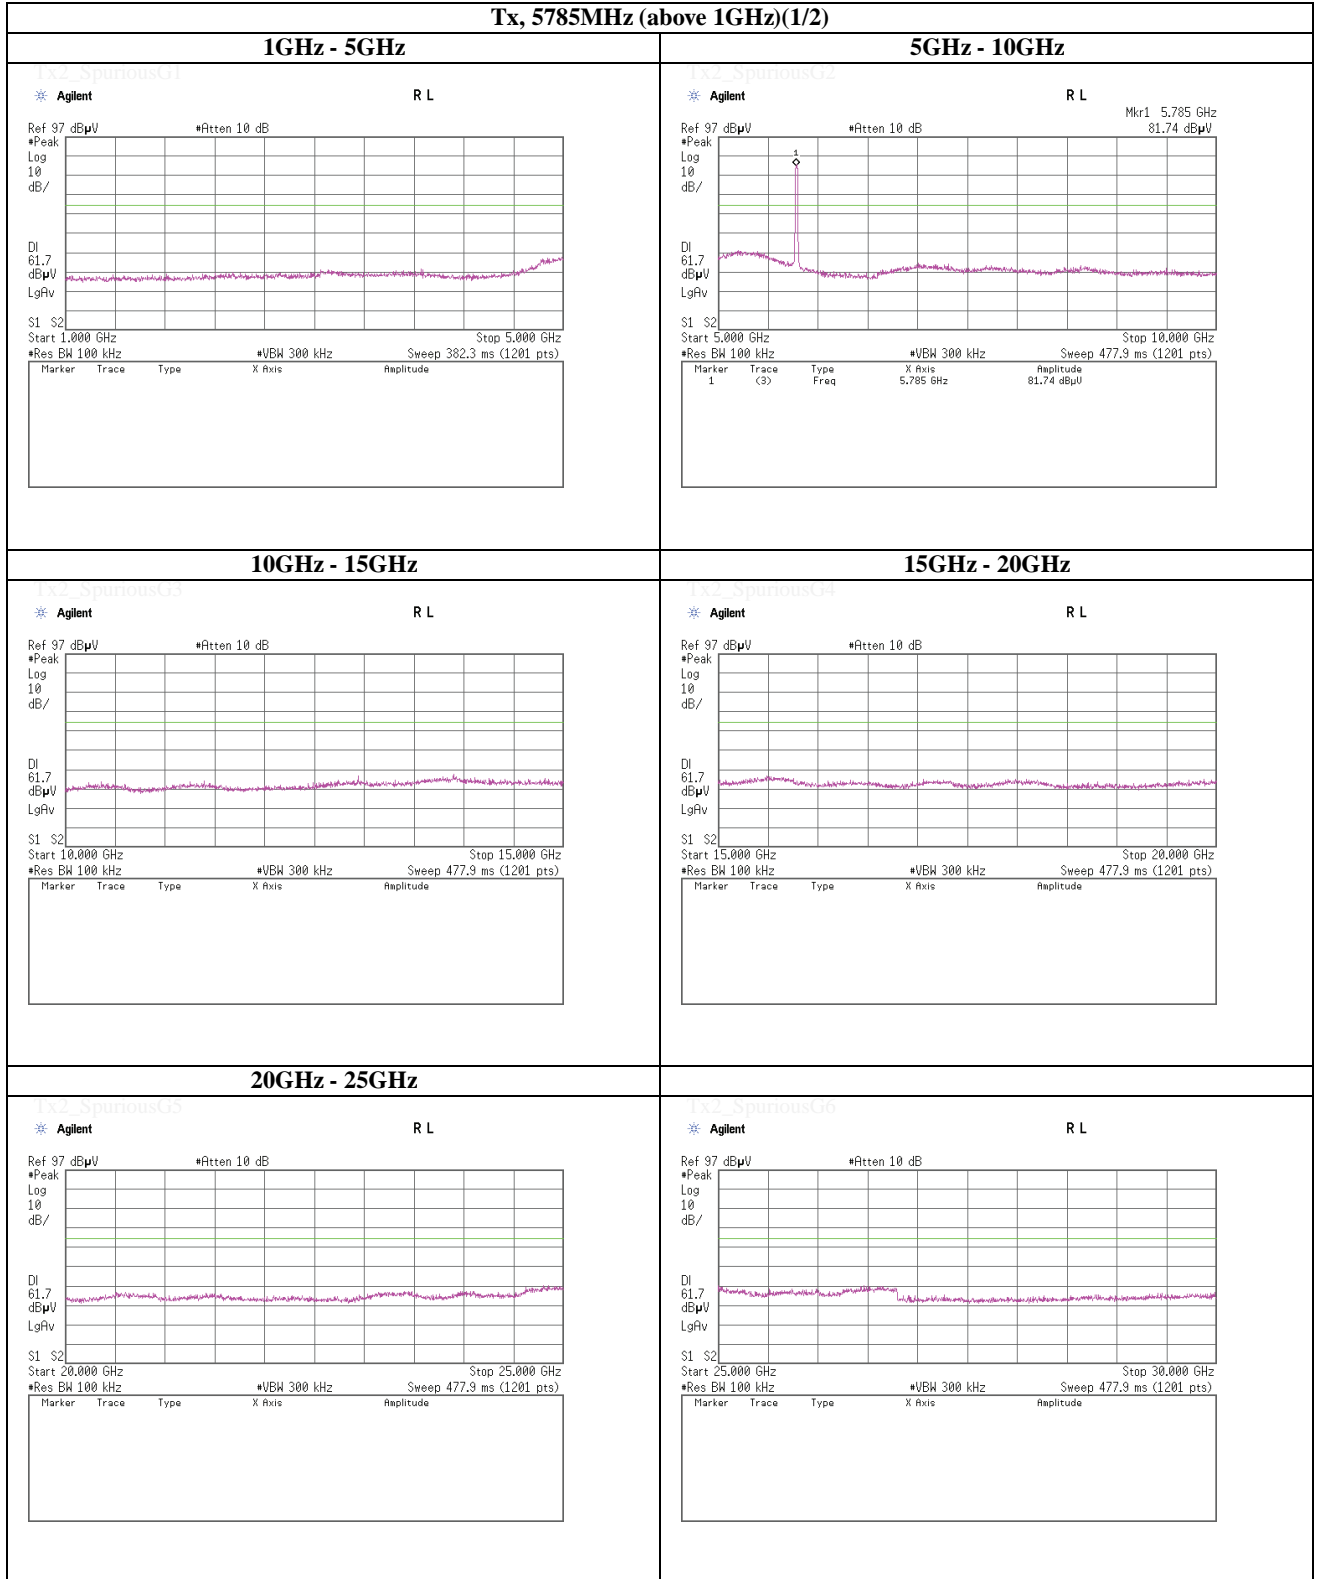 Tx, 5785MHz (above 1GHz)(1/2)
1GHz - 5GHz
Tx2_SpuriousG1
Agilent R L
Ref 97 dBµV #Atten 10 dB
#Peak
Log
10
dB/
DI
61.7
dBµV
LgAv
S1 S2
Start 1.000 GHz Stop 5.000 GHz
#Res BW 100 kHz #VBW 300 kHz Sweep 382.3 ms (1201 pts)
Marker Trace Type X Axis Amplitude
5GHz - 10GHz
Tx2_SpuriousG2
Agilent R L
Mkr1 5.785 GHz
Ref 97 dBµV #Atten 10 dB 81.74 dBµV
#Peak
Log
10
dB/
1
DI
61.7
dBµV
LgAv
S1 S2
Start 5.000 GHz Stop 10.000 GHz
#Res BW 100 kHz #VBW 300 kHz Sweep 477.9 ms (1201 pts)
Marker Trace Type X Axis Amplitude
1 (3) Freq 5.785 GHz 81.74 dBµV
10GHz - 15GHz
Tx2_SpuriousG3
Agilent R L
Ref 97 dBµV #Atten 10 dB
#Peak
Log
10
dB/
DI
61.7
dBµV
LgAv
S1 S2
Start 10.000 GHz Stop 15.000 GHz
#Res BW 100 kHz #VBW 300 kHz Sweep 477.9 ms (1201 pts)
Marker Trace Type X Axis Amplitude
15GHz - 20GHz
Tx2_SpuriousG4
Agilent R L
Ref 97 dBµV #Atten 10 dB
#Peak
Log
10
dB/
DI
61.7
dBµV
LgAv
S1 S2
Start 15.000 GHz Stop 20.000 GHz
#Res BW 100 kHz #VBW 300 kHz Sweep 477.9 ms (1201 pts)
Marker Trace Type X Axis Amplitude
20GHz - 25GHz
Tx2_SpuriousG5
Agilent R L
Ref 97 dBµV #Atten 10 dB
#Peak
Log
10
dB/
DI
61.7
dBµV
LgAv
S1 S2
Start 20.000 GHz Stop 25.000 GHz
#Res BW 100 kHz #VBW 300 kHz Sweep 477.9 ms (1201 pts)
Marker Trace Type X Axis Amplitude
Tx2_SpuriousG6
Agilent R L
Ref 97 dBµV #Atten 10 dB
#Peak
Log
10
dB/
DI
61.7
dBµV
LgAv
S1 S2
Start 25.000 GHz Stop 30.000 GHz
#Res BW 100 kHz #VBW 300 kHz Sweep 477.9 ms (1201 pts)
Marker Trace Type X Axis Amplitude